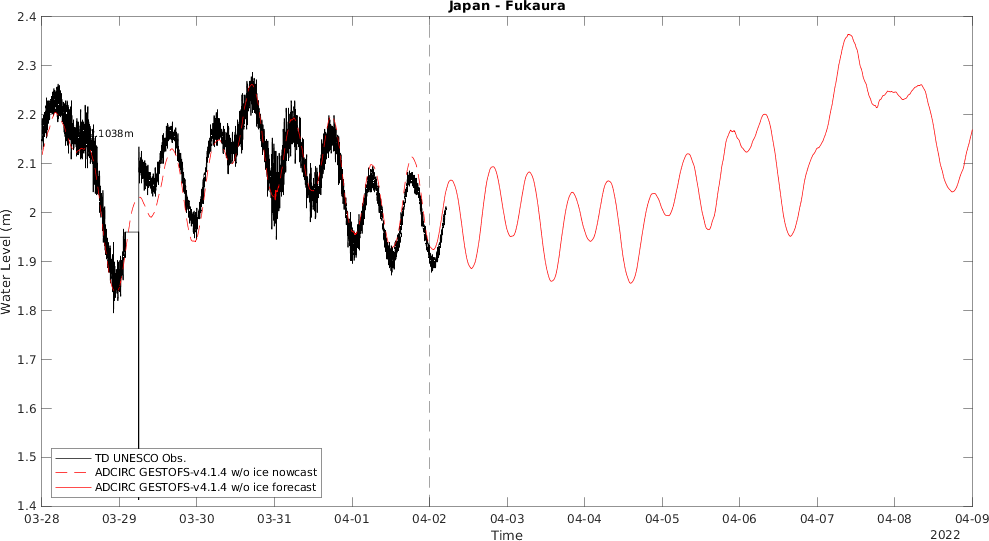 Japan - Fukaura
2.4
2.3
2.2
2.1
2
1.9
1.8
1.7
1.6
1.5
1.4
Water Level (m)
1038m
TD UNESCO Obs.
ADCIRC GESTOFS-v4.1.4 w/o ice nowcast
ADCIRC GESTOFS-v4.1.4 w/o ice forecast
03-28 03-29 03-30 03-31 04-01 04-02 04-03 04-04 04-05 04-06 04-07 04-08 04-09
Time
2022